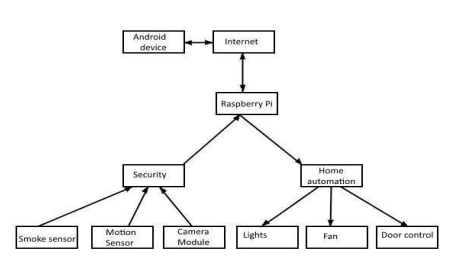 Android
device
Internet
Raspberry Pi
Security
Home
automation
Smoke sensor
Motion
Sensor
Camera
Module
Lights
Fan
Door control